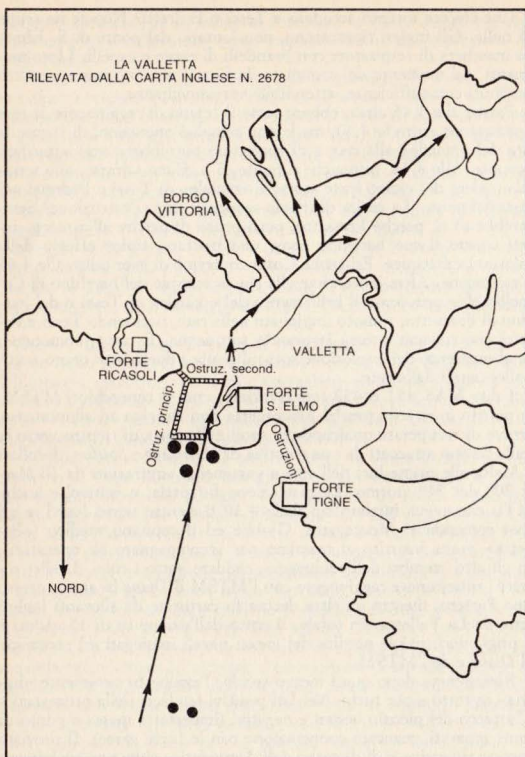 LA VALLETTA
RILEVATA DALLA CARTA INGLESE N. 2678
BORGO
VITTORIA
VALLETTA
FORTE
RICASOLI
Ostruz. second.
Ostruz. princip.
FORTE
S. ELMO
Ostruzioni
FORTE
TIGNE
NORD